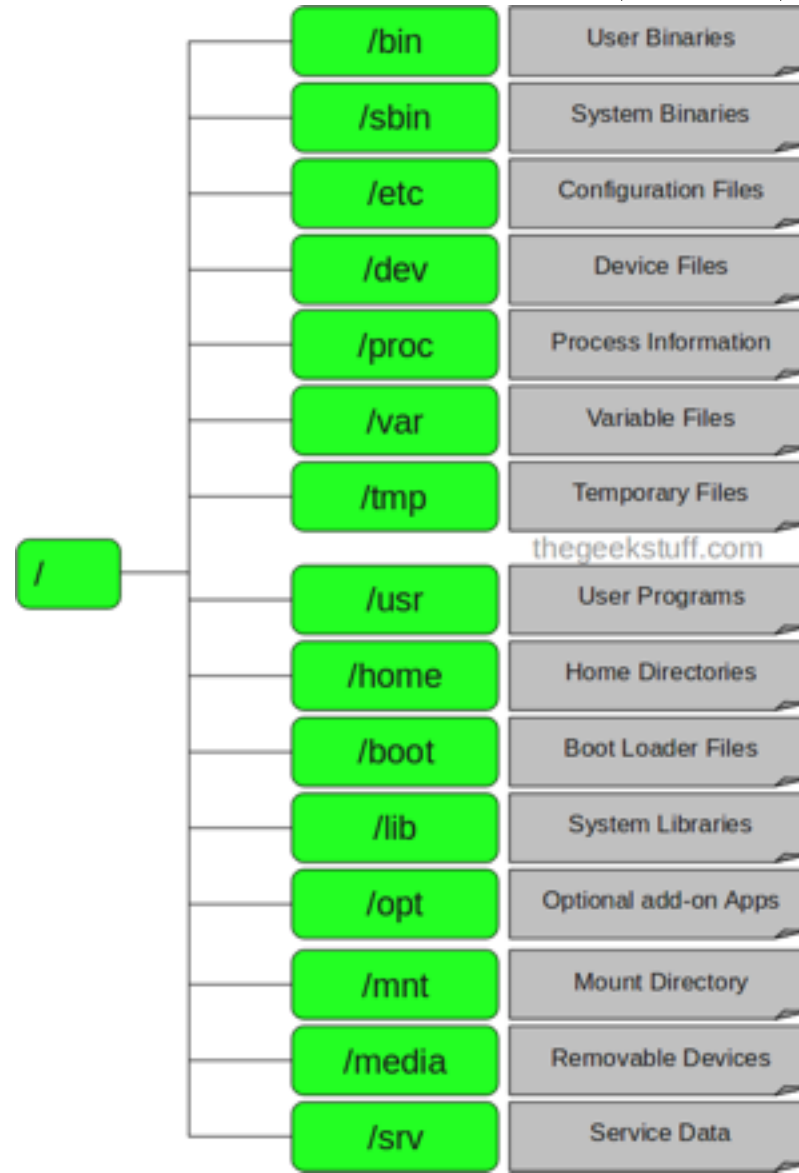 /bin User Binaries
/sbin System Binaries
/etc Configuration Files
/dev Device Files
/proc Process Information
/var Variable Files
/tmp Temporary Files
thegeekstuff.com
/
/usr User Programs
/home Home Directories
/boot Boot Loader Files
/lib System Libraries
/opt Optional add-on Apps
/mnt Mount Directory
/media Removable Devices
/srv Service Data